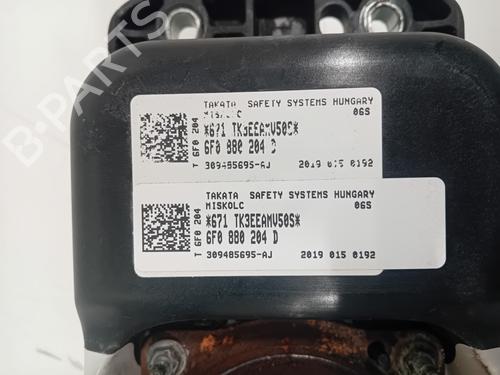 TAKATA SAFETY SYSTEMS HUNGARY
MISKOLC 06S
*671 TK3EEAMV50S*
6F0 880 204 D
309485695-AJ 2019 015 0192
T 6F0 204
TAKATA SAFETY SYSTEMS HUNGARY
MISKOLC 06S
*671 TK3EEAMV50S*
6F0 880 204 D
309485695-AJ 2019 015 0192
T 6F0 204